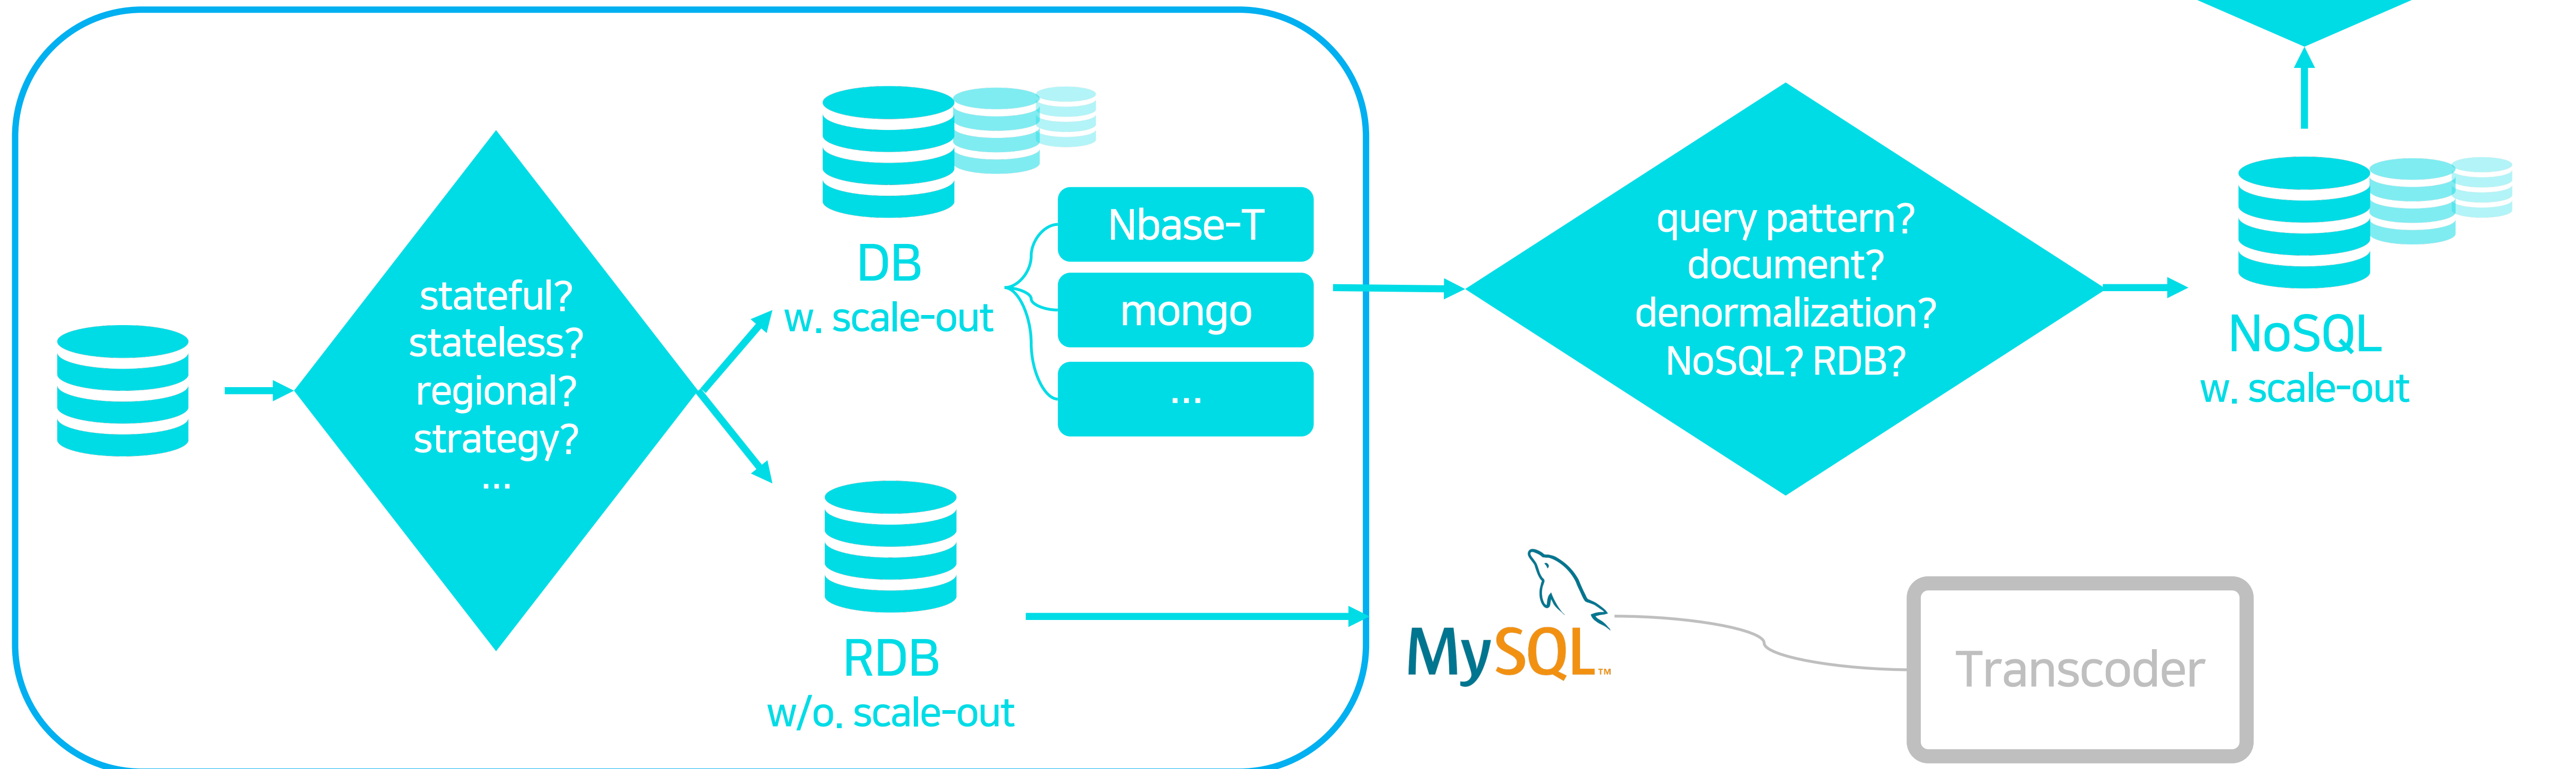 stateful?
stateless?
regional?
strategy?
...
DB
w. scale-out
Nbase-T
mongo
...
RDB
w/o. scale-out
query pattern?
document?
denormalization?
NoSQL? RDB?
NoSQL
w. scale-out
MySQL™
Transcoder